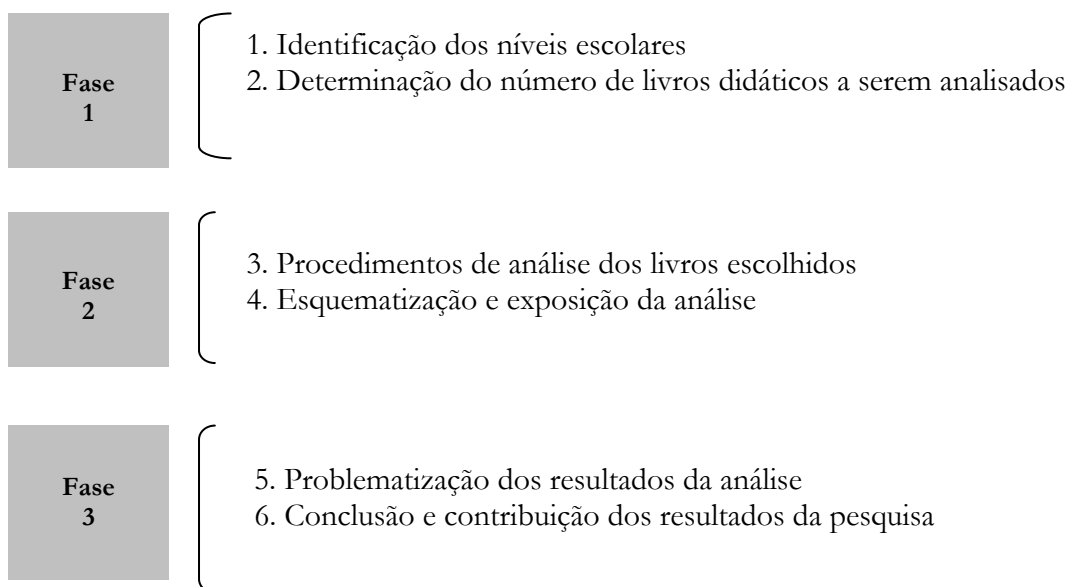 Fase
1
1. Identificação dos níveis escolares
2. Determinação do número de livros didáticos a serem analisados
Fase
2
3. Procedimentos de análise dos livros escolhidos
4. Esquematização e exposição da análise
Fase
3
5. Problematização dos resultados da análise
6. Conclusão e contribuição dos resultados da pesquisa